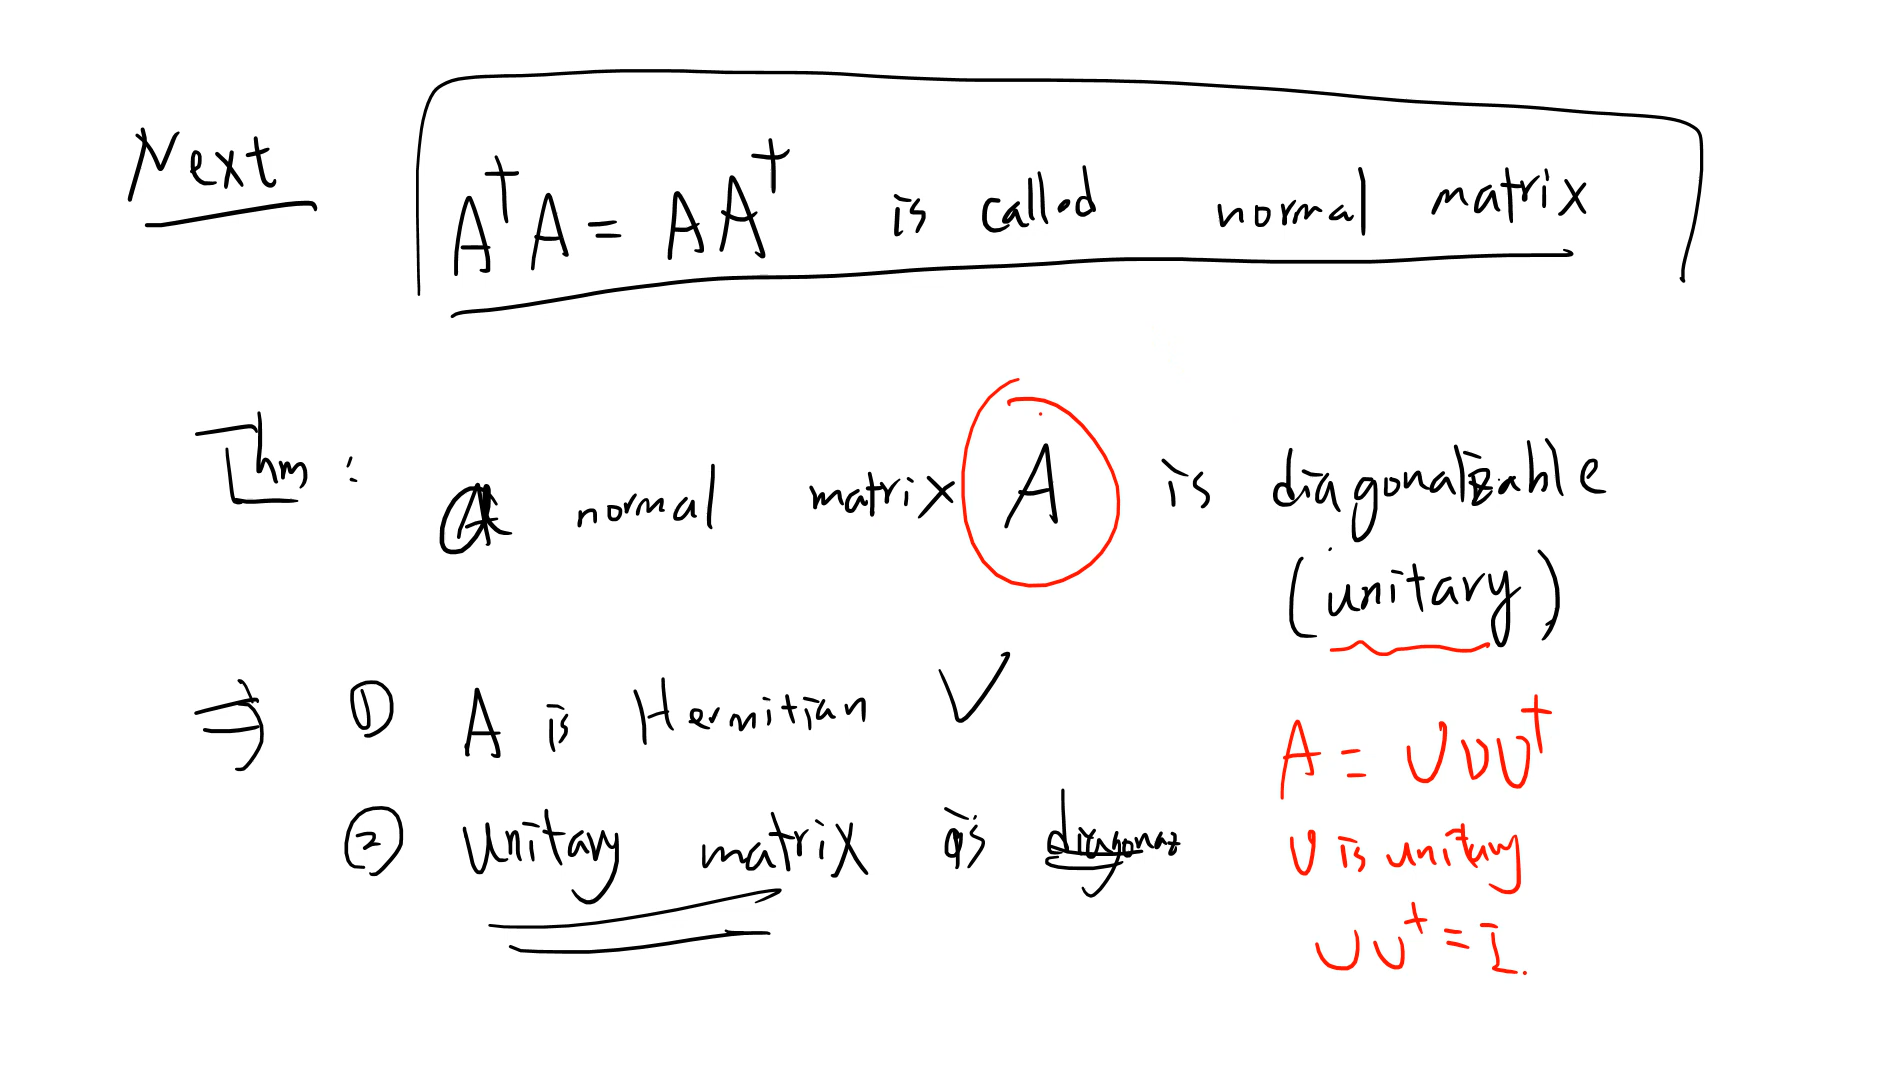 Next
A†A = AA† is called normal matrix
Thm : A normal matrix A is diagonalizable
(unitary)
⇒ ① A is Hermitian ✓
A = UDU†
② Unitary matrix is
U is unitary
UU† = I.